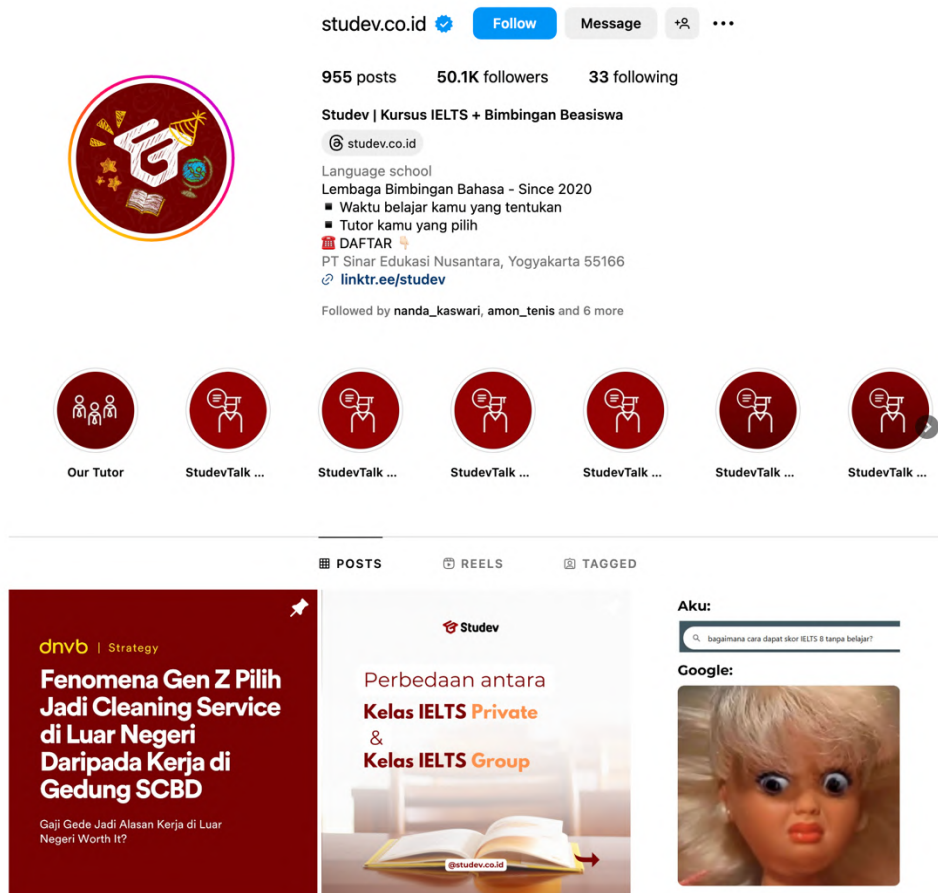 studev.co.id
Follow
Message
955 posts 50.1K followers 33 following
Studev | Kursus IELTS + Bimbingan Beasiswa
studev.co.id
Language school
Lembaga Bimbingan Bahasa - Since 2020
▪ Waktu belajar kamu yang tentukan
▪ Tutor kamu yang pilih
☎️ DAFTAR 👇🏻
PT Sinar Edukasi Nusantara, Yogyakarta 55166
linktr.ee/studev
Followed by nanda_kaswari, amon_tenis and 6 more
Our Tutor
StudevTalk ...
StudevTalk ...
StudevTalk ...
StudevTalk ...
StudevTalk ...
StudevTalk ...
POSTS
REELS
TAGGED
dnvb | Strategy
Fenomena Gen Z Pilih
Jadi Cleaning Service
di Luar Negeri
Daripada Kerja di
Gedung SCBD
Gaji Gede Jadi Alasan Kerja di Luar
Negeri Worth It?
Studev
Perbedaan antara
Kelas IELTS Private
&
Kelas IELTS Group
@studev.co.id
Aku:
bagaimana cara dapat skor IELTS 8 tanpa belajar?
Google: